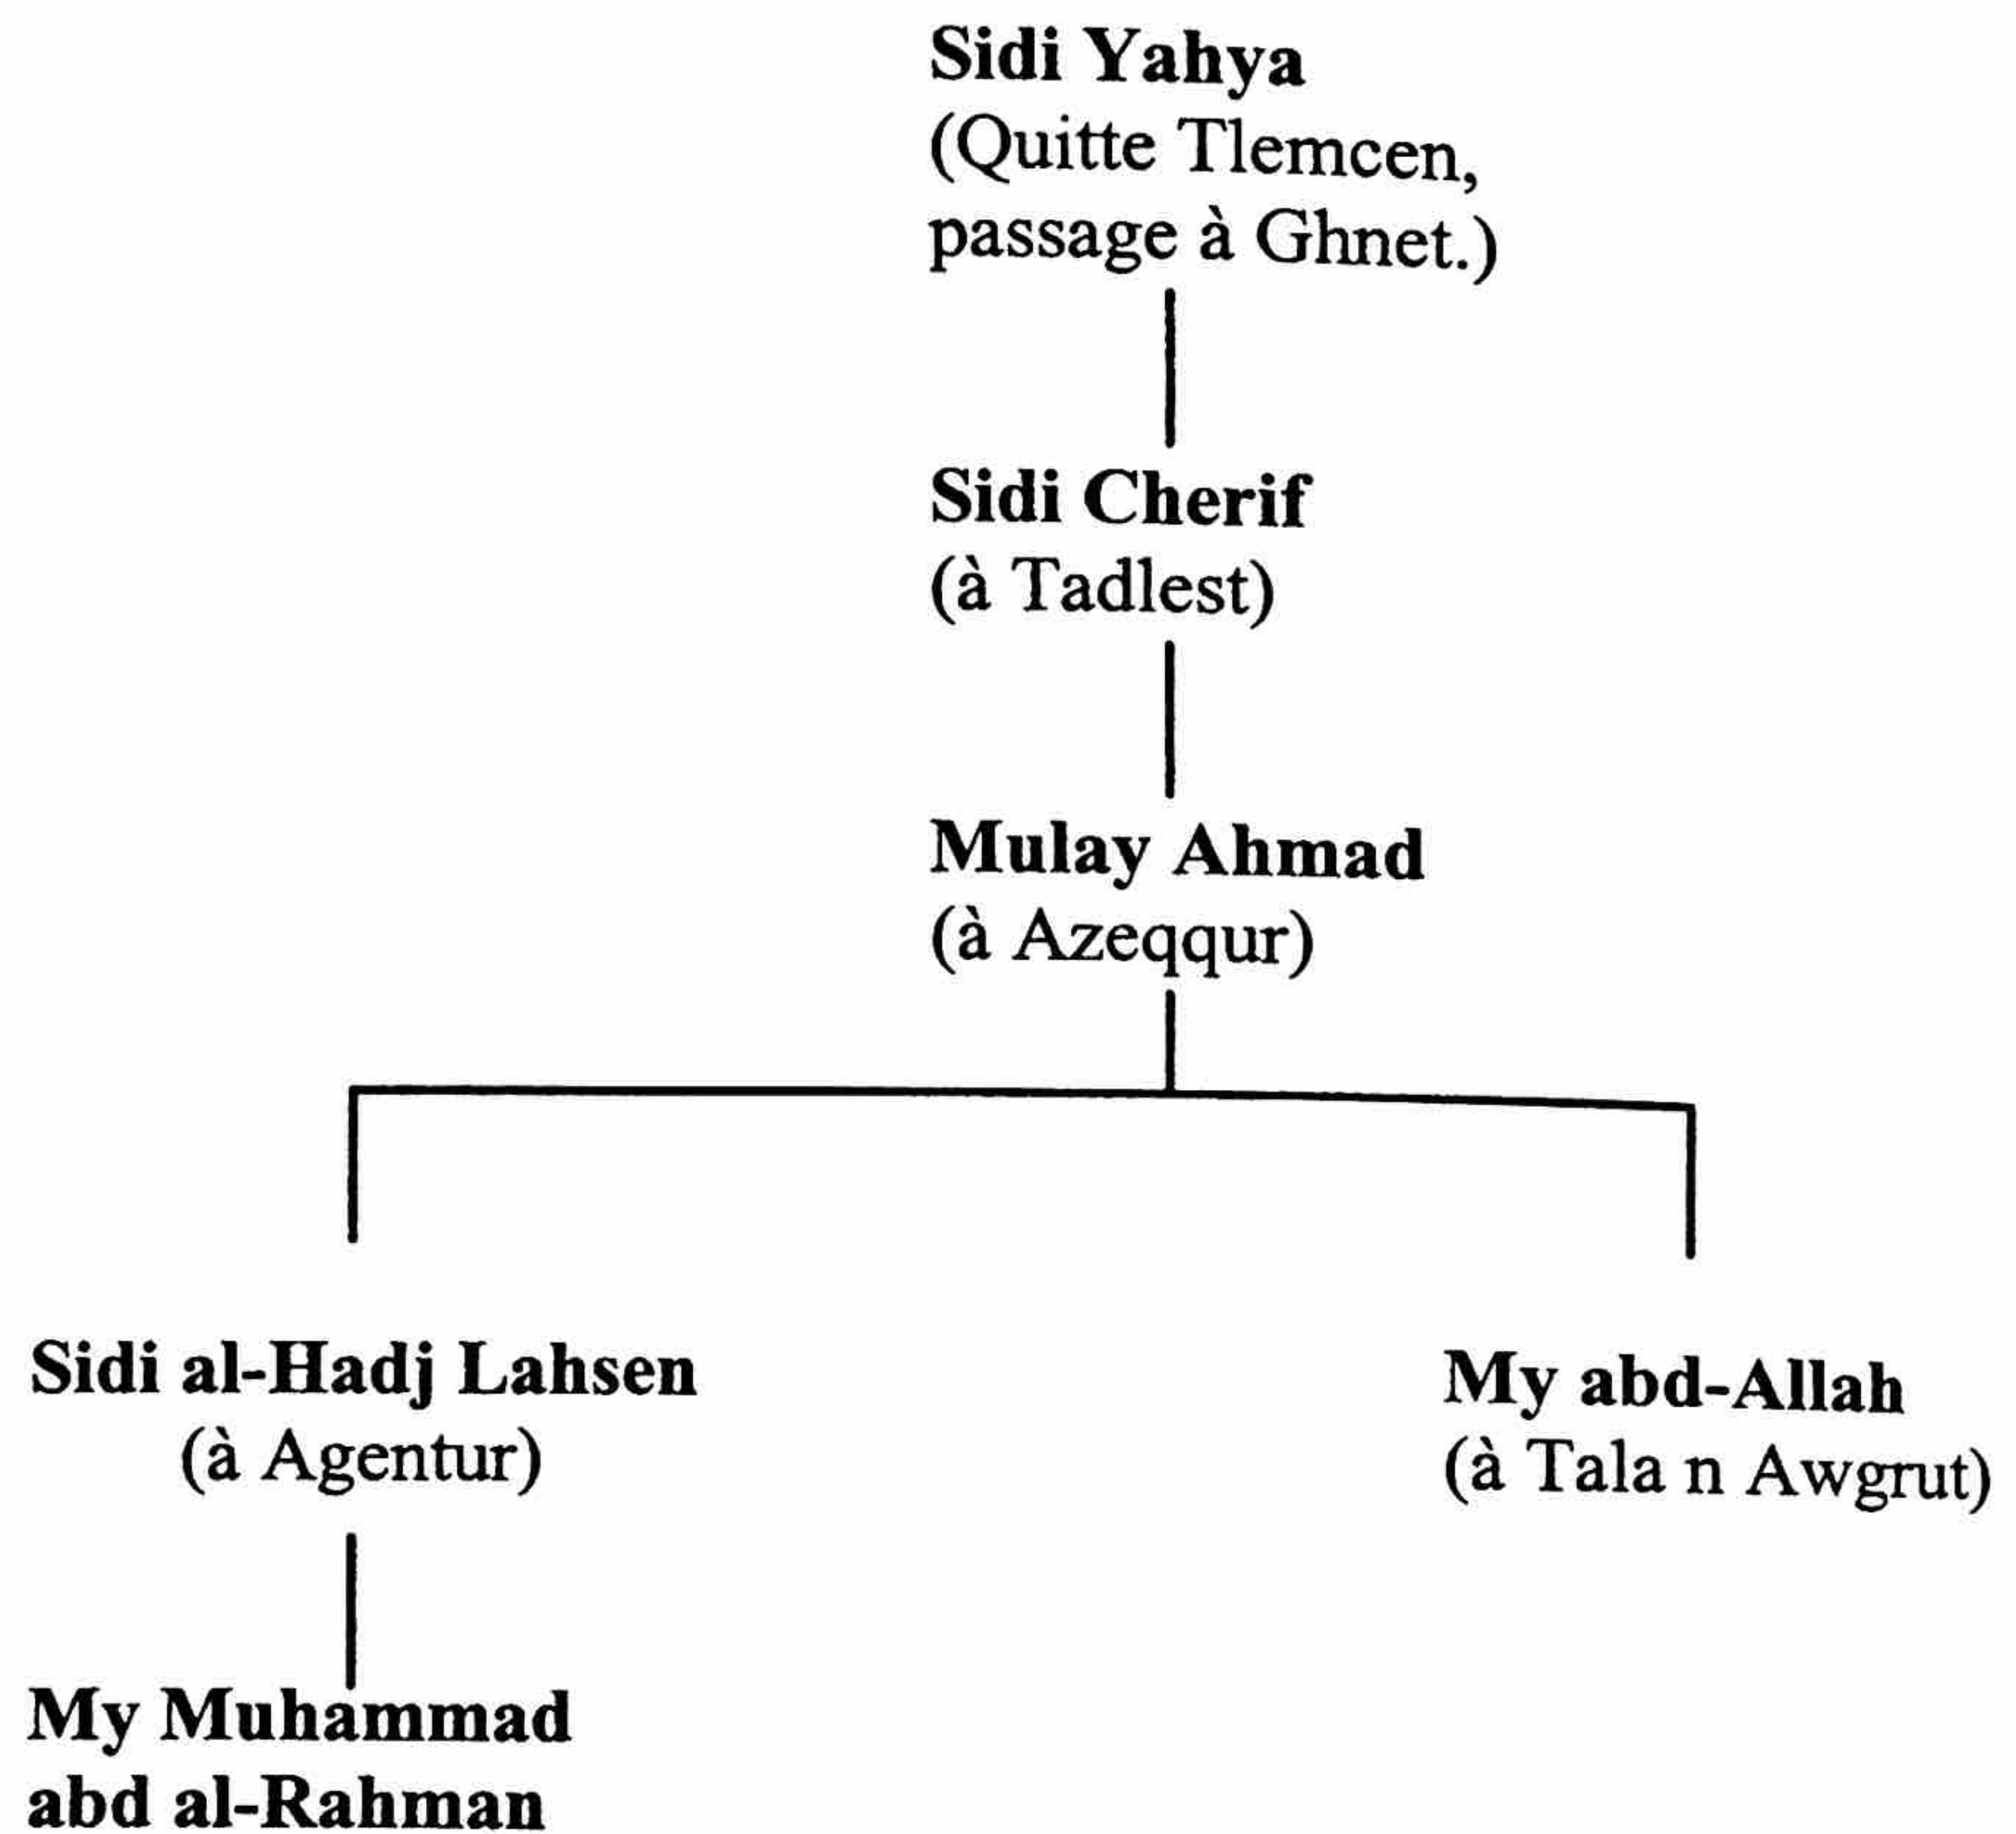 Sidi Yahya
(Quitte Tlemcen,
passage à Ghnet.)
Sidi Cherif
(à Tadlest)
Mulay Ahmad
(à Azeqqur)
Sidi al-Hadj Lahsen
(à Agentur)
My abd-Allah
(à Tala n Awgrut)
My Muhammad
abd al-Rahman